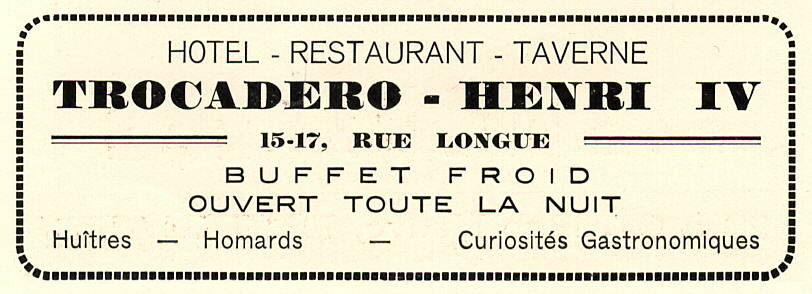 HOTEL - RESTAURANT - TAVERNE
TROCADERO - HENRI IV
15-17, RUE LONGUE
BUFFET FROID
OUVERT TOUTE LA NUIT
Huîtres — Homards — Curiosités Gastronomiques